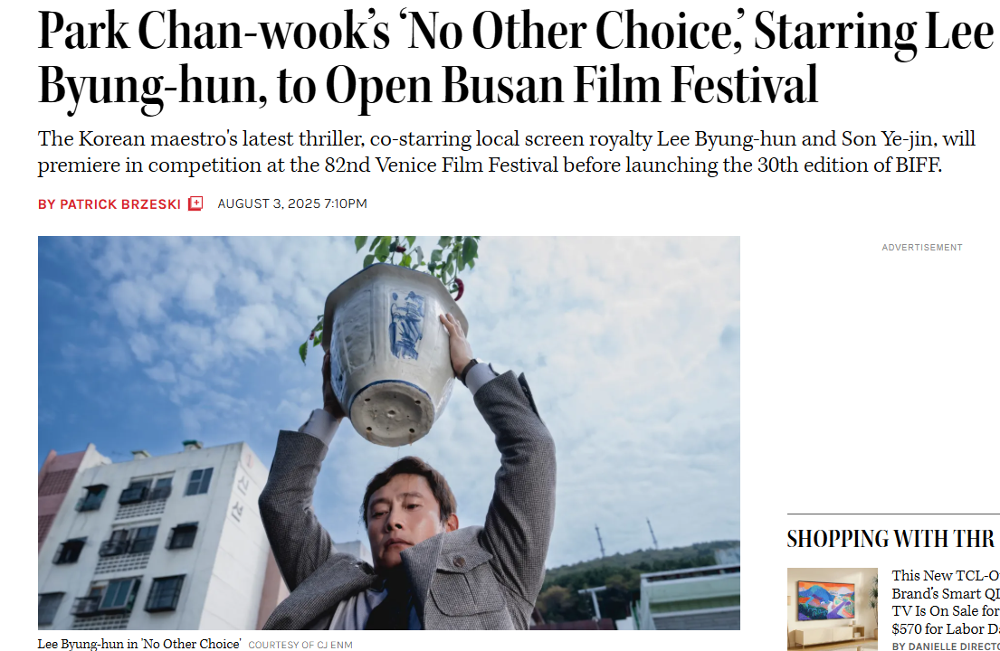 Park Chan-wook’s ‘No Other Choice,’ Starring Lee
Byung-hun, to Open Busan Film Festival
The Korean maestro's latest thriller, co-starring local screen royalty Lee Byung-hun and Son Ye-jin, will
premiere in competition at the 82nd Venice Film Festival before launching the 30th edition of BIFF.
BY PATRICK BRZESKI
AUGUST 3, 2025 7:10PM
ADVERTISEMENT
SHOPPING WITH THR
This New TCL-O
Brand’s Smart QL
TV Is On Sale for
$570 for Labor Da
BY DANIELLE DIRECTO
Lee Byung-hun in 'No Other Choice' COURTESY OF CJ ENM